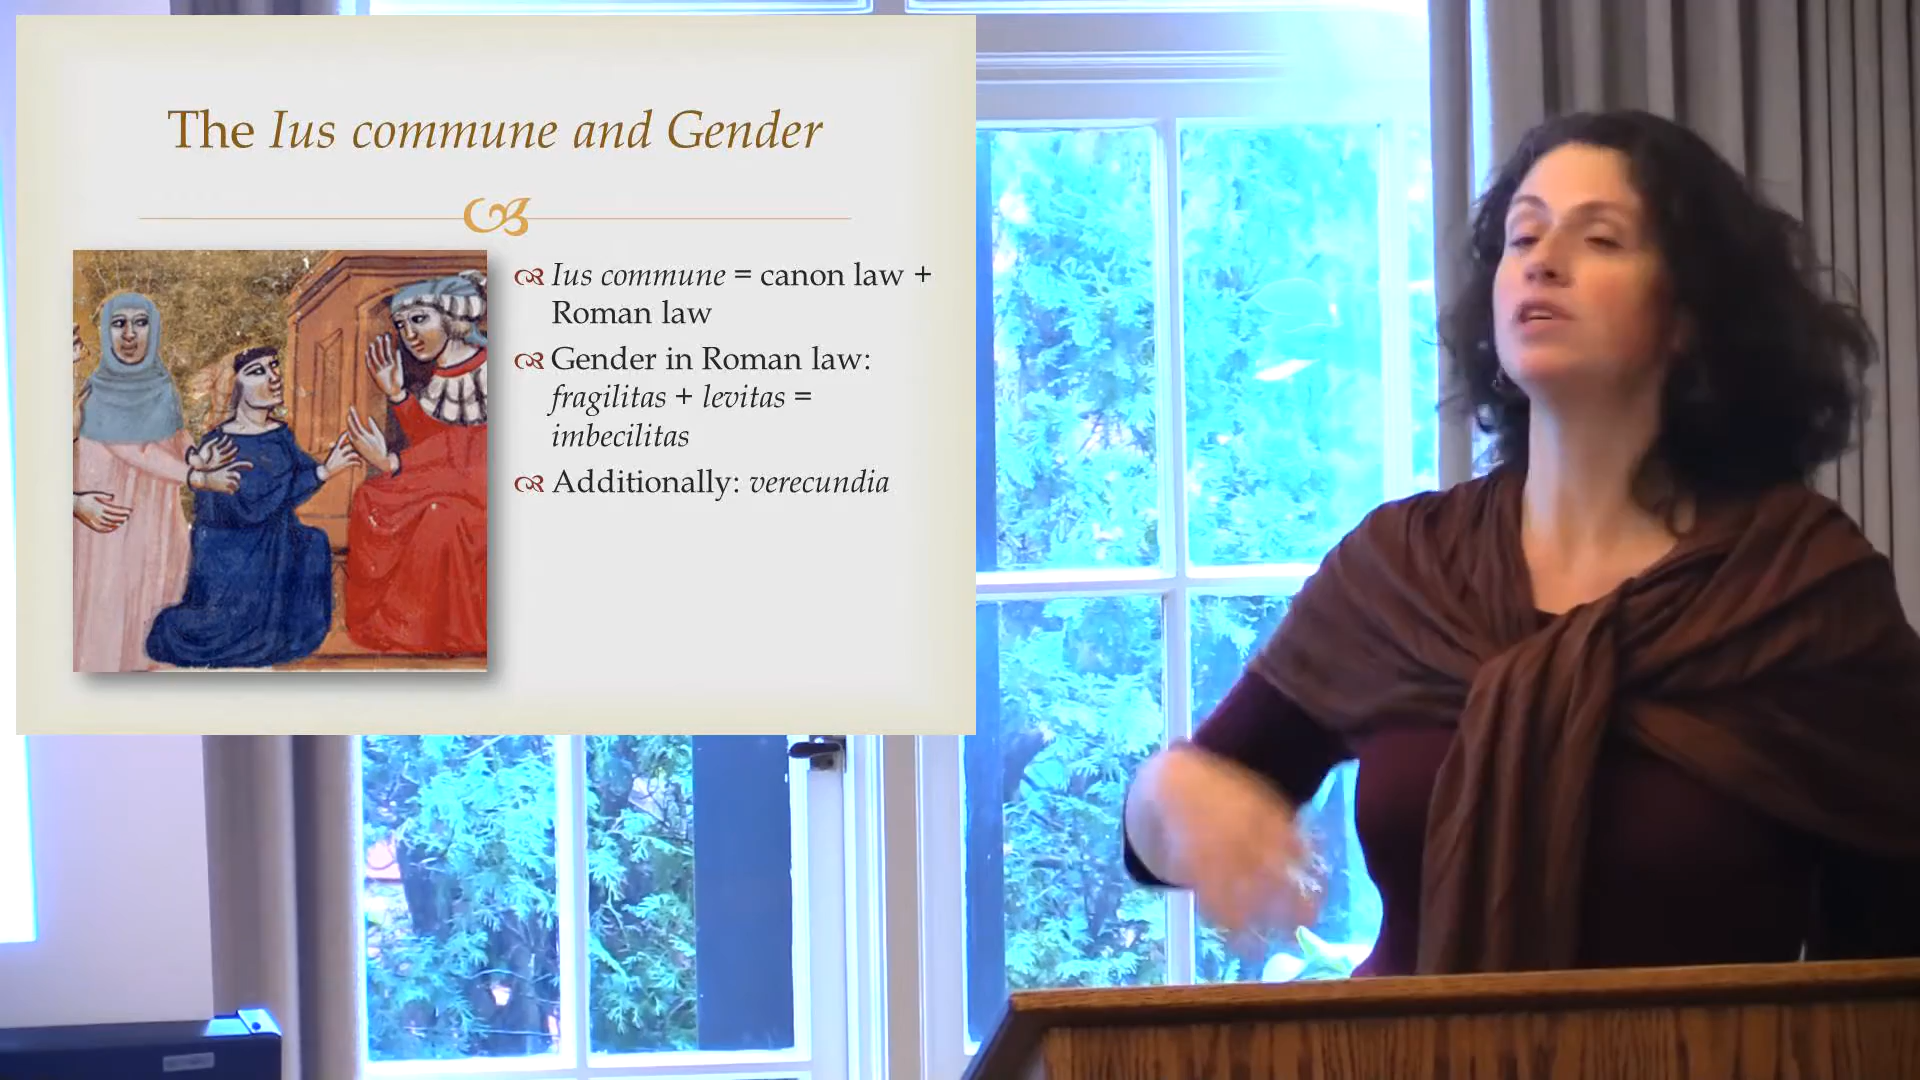 The Ius commune and Gender
Ius commune = canon law +
Roman law
Gender in Roman law:
fragilitas + levitas =
imbecilitas
Additionally: verecundia